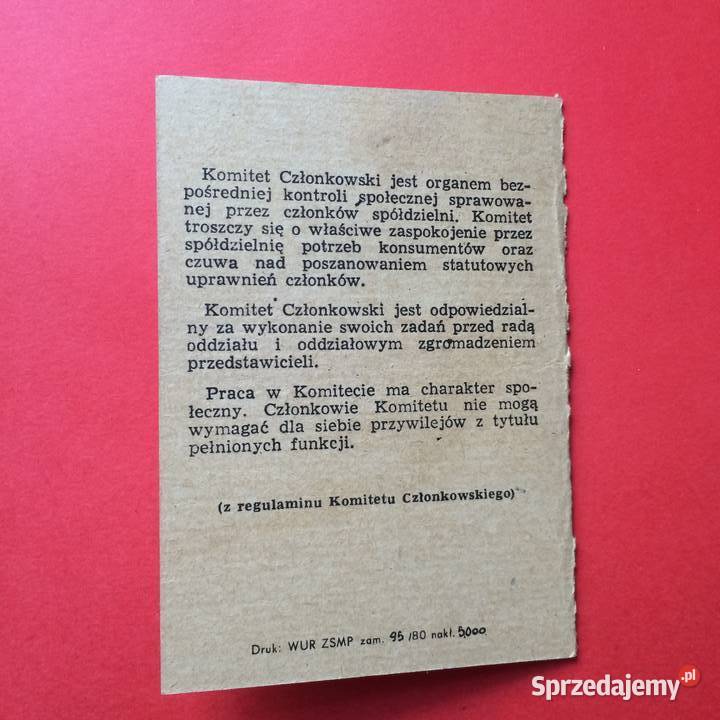 Komitet Członkowski jest organem bez-
pośredniej kontroli społecznej sprawowa-
nej przez członków spółdzielni. Komitet
troszczy się o właściwe zaspokojenie przez
spółdzielnię potrzeb konsumentów oraz
czuwa nad poszanowaniem statutowych
uprawnień członków.
Komitet Członkowski jest odpowiedzial-
ny za wykonanie swoich zadań przed radą
oddziału i oddziałowym zgromadzeniem
przedstawicieli.
Praca w Komitecie ma charakter spo-
łeczny. Członkowie Komitetu nie mogą
wymagać dla siebie przywilejów z tytułu
pełnionych funkcji.
(z regulaminu Komitetu Członkowskiego)
Druk: WUR ZSMP zam. 95/80 nakł. 5000
Sprzedajemy.pl